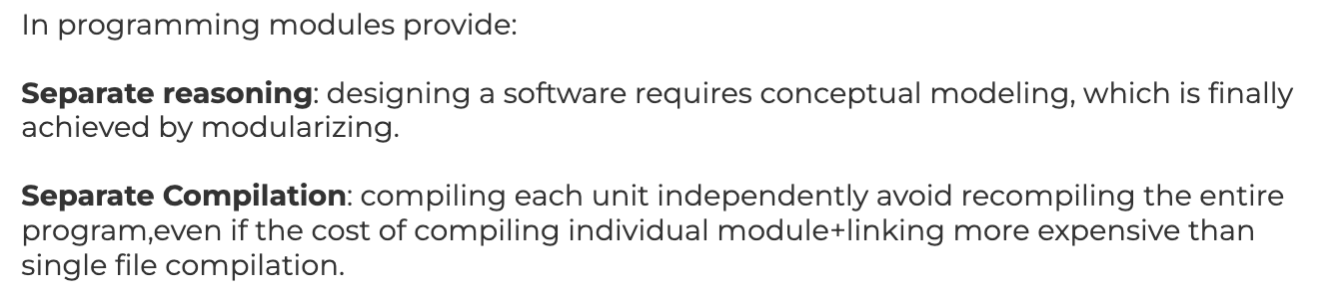 In programming modules provide:
Separate reasoning: designing a software requires conceptual modeling, which is finally
achieved by modularizing.
Separate Compilation: compiling each unit independently avoid recompiling the entire
program,even if the cost of compiling individual module+linking more expensive than
single file compilation.